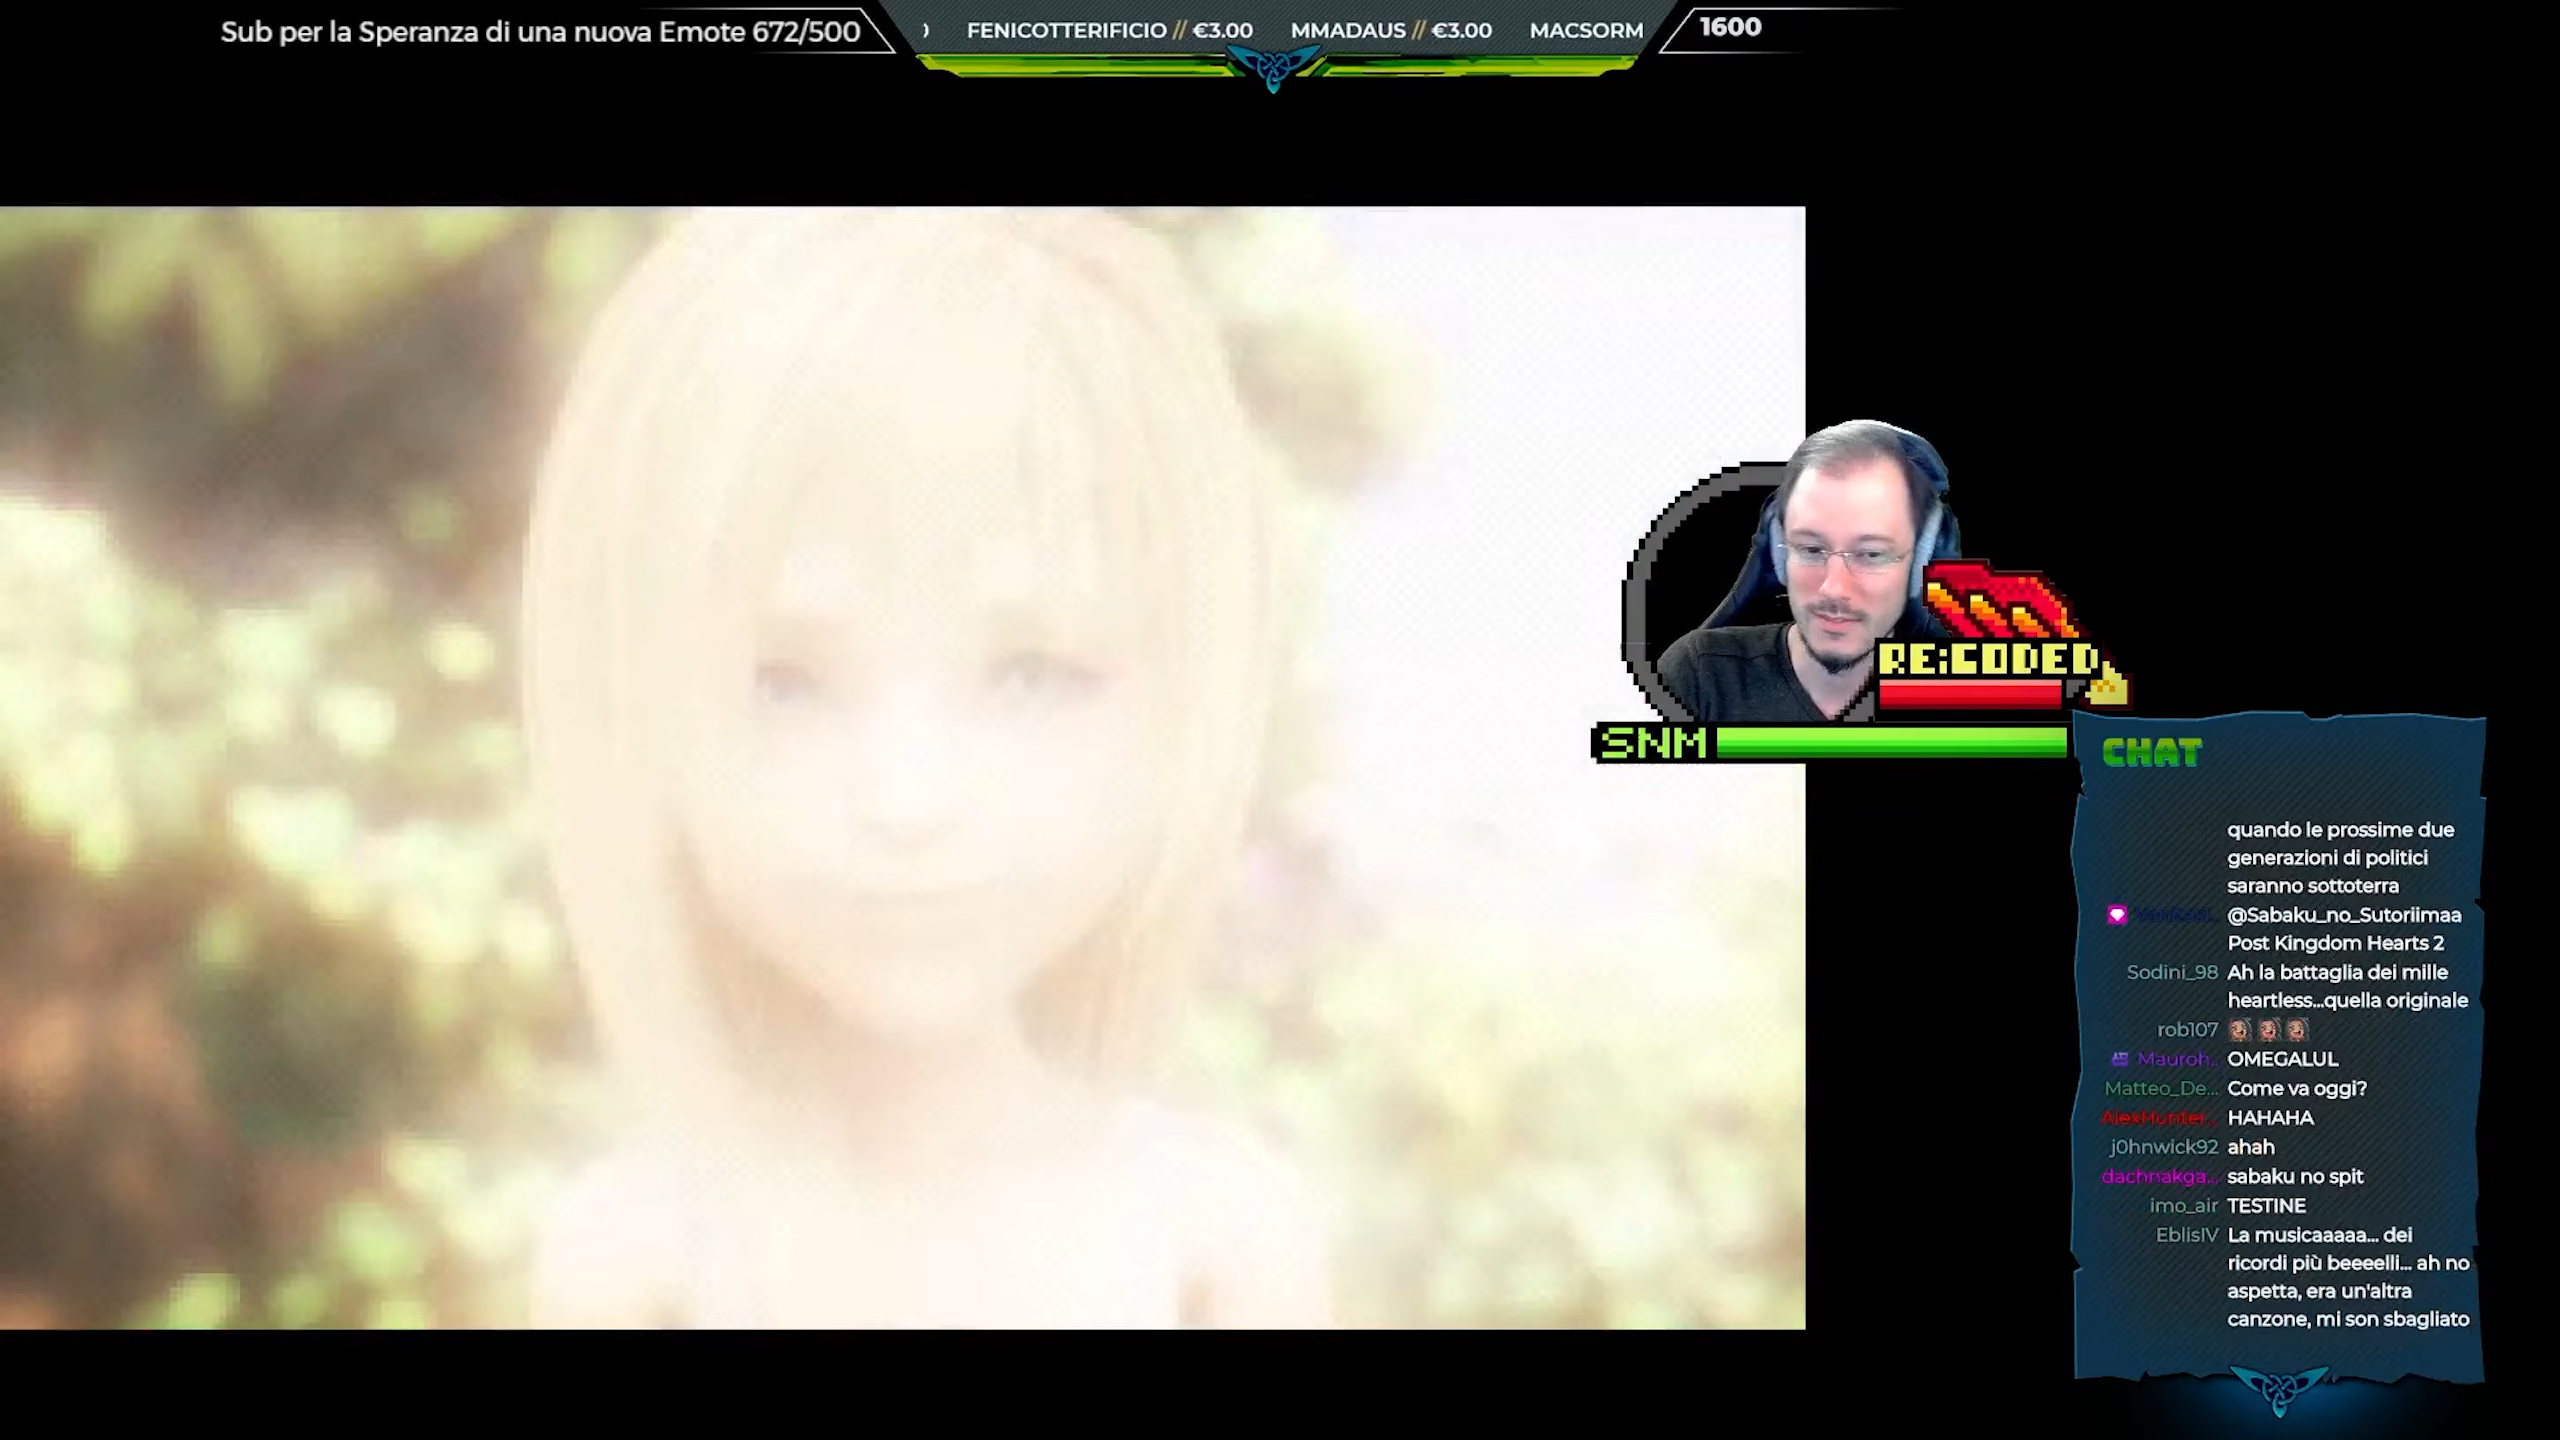 Sub per la Speranza di una nuova Emote 672/500
FENICOTTERIFICIO // €3.00 MMADAUS // €3.00 MACSORM
1600
RE:CODED
SNM
CHAT
quando le prossime due
generazioni di politici
saranno sottoterra
@Sabaku_no_Sutoriimaa
Post Kingdom Hearts 2
Sodini_98 Ah la battaglia dei mille
heartless...quella originale
rob107
Mauroh... OMEGALUL
Matteo_De... Come va oggi?
AlexHunter... HAHAHA
j0hnwick92 ahah
dachnakga... sabaku no spit
imo_air TESTINE
EblisIV La musicaaaaa... dei
ricordi più beeeelli... ah no
aspetta, era un'altra
canzone, mi son sbagliato